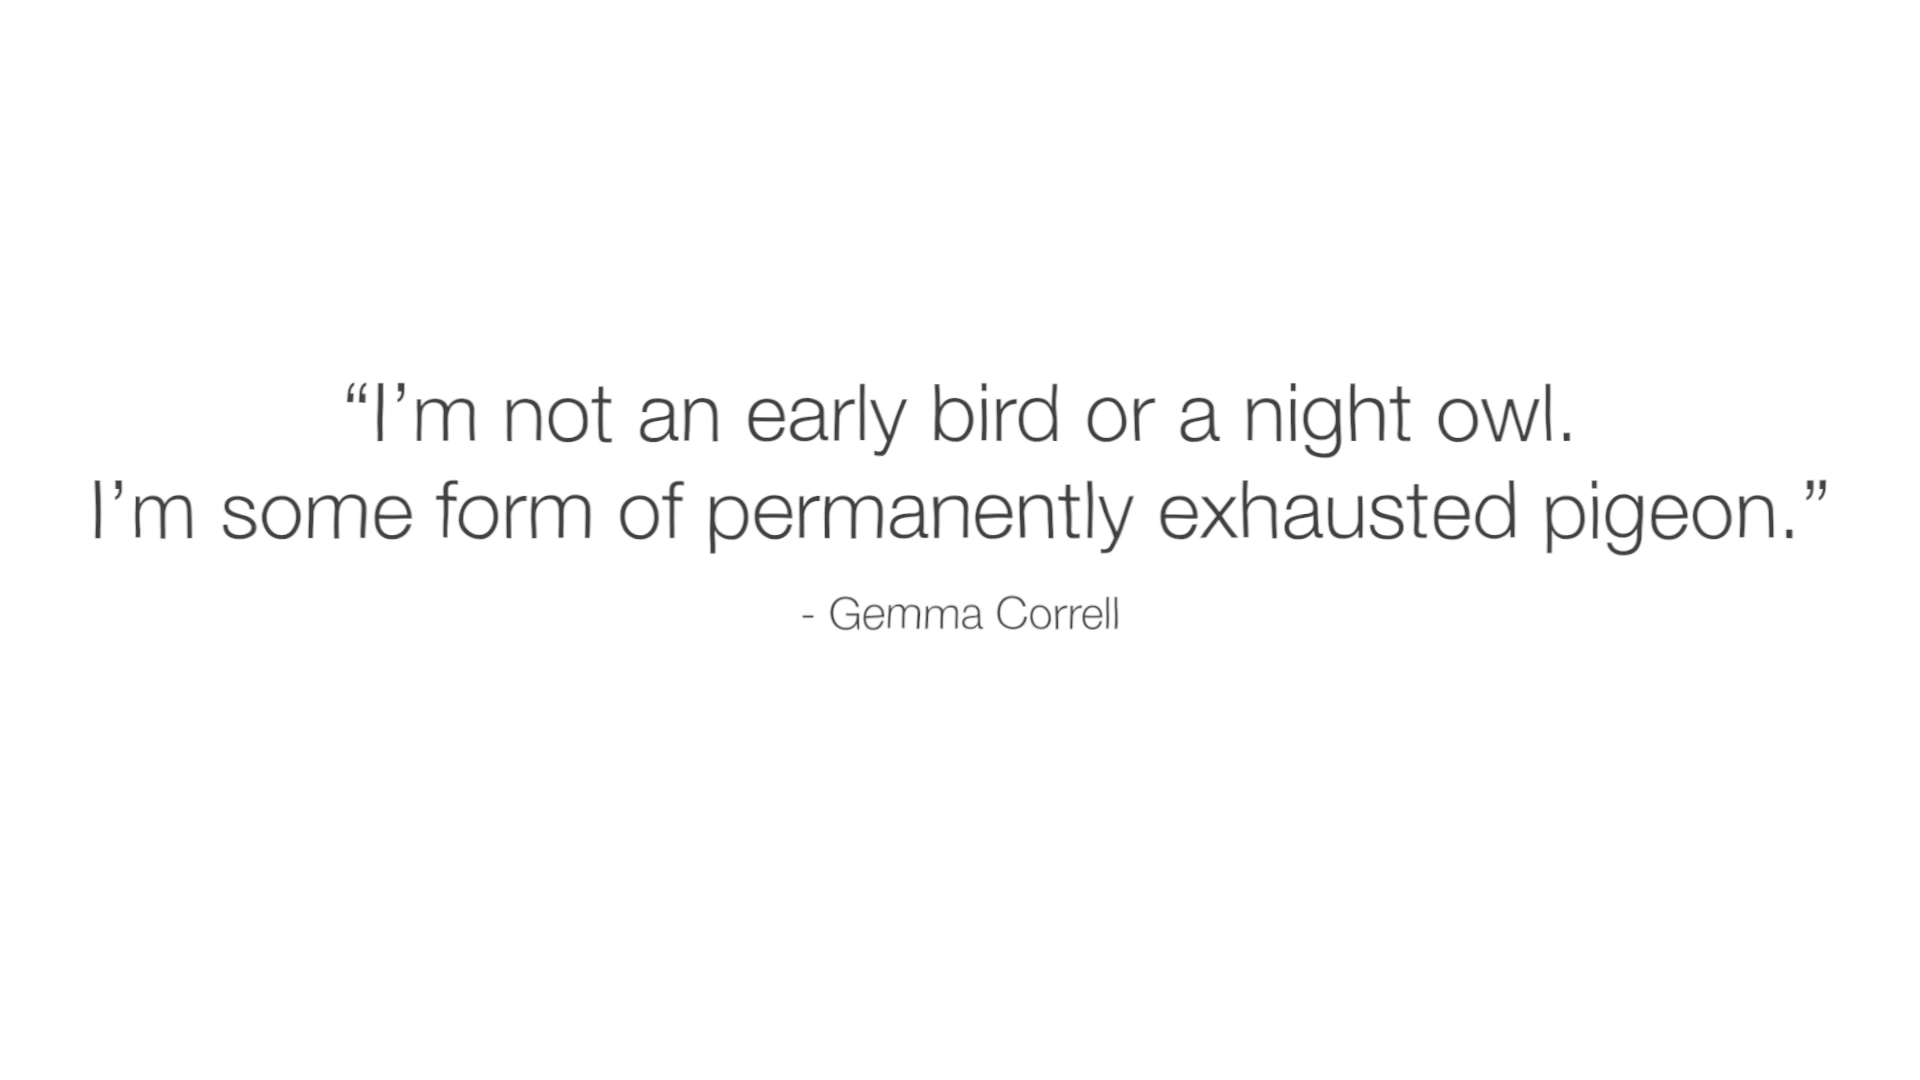 “I’m not an early bird or a night owl.
I’m some form of permanently exhausted pigeon.”
- Gemma Correll